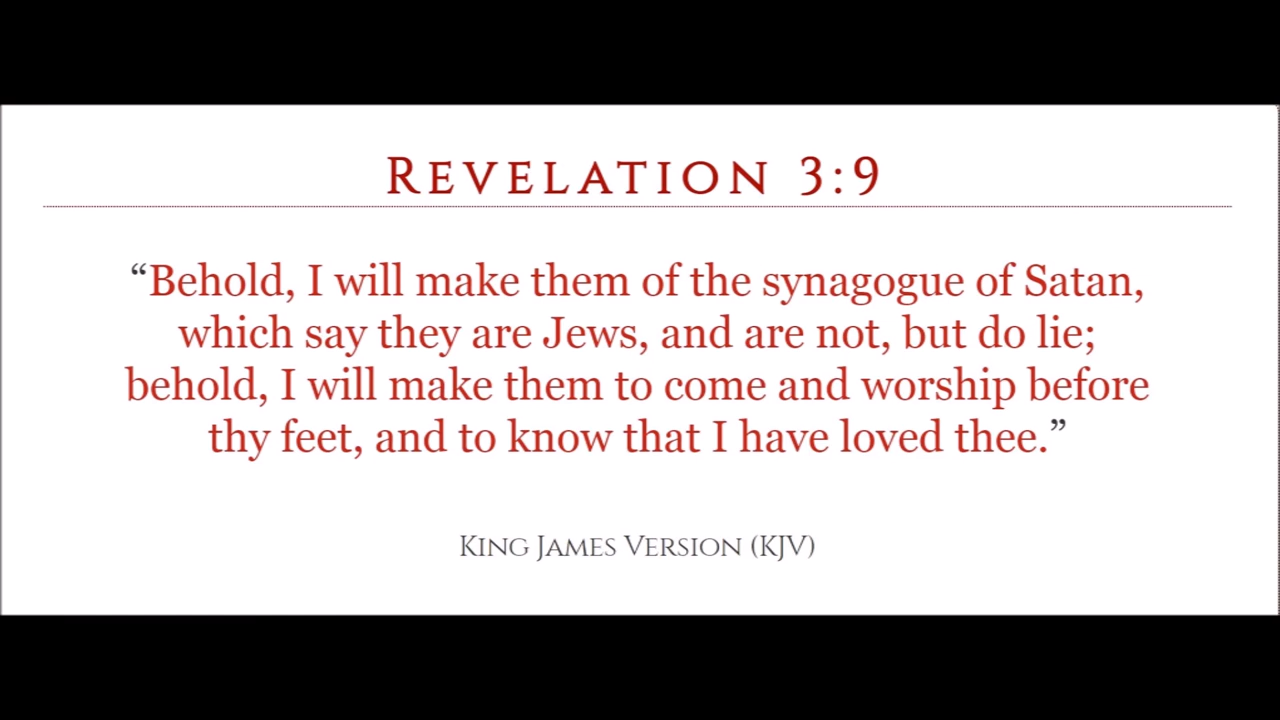 Revelation 3:9
“Behold, I will make them of the synagogue of Satan,
which say they are Jews, and are not, but do lie;
behold, I will make them to come and worship before
thy feet, and to know that I have loved thee.”
King James Version (KJV)